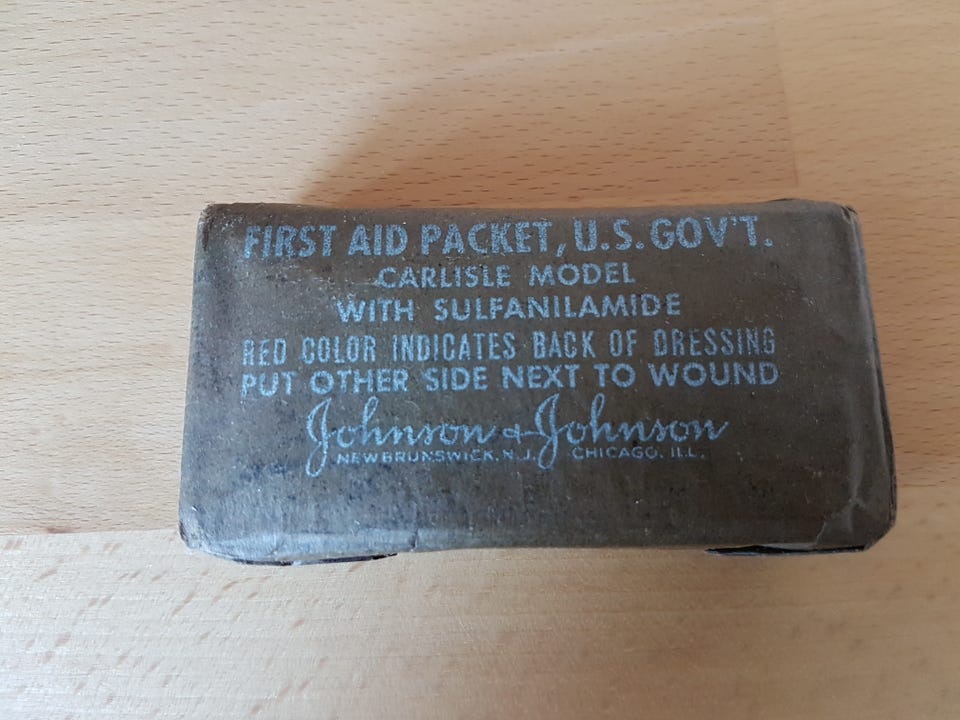 FIRST AID PACKET, U.S. GOV'T.
CARLISLE MODEL
WITH SULFANILAMIDE
RED COLOR INDICATES BACK OF DRESSING
PUT OTHER SIDE NEXT TO WOUND
Johnson & Johnson
NEW BRUNSWICK, N.J. CHICAGO, ILL.